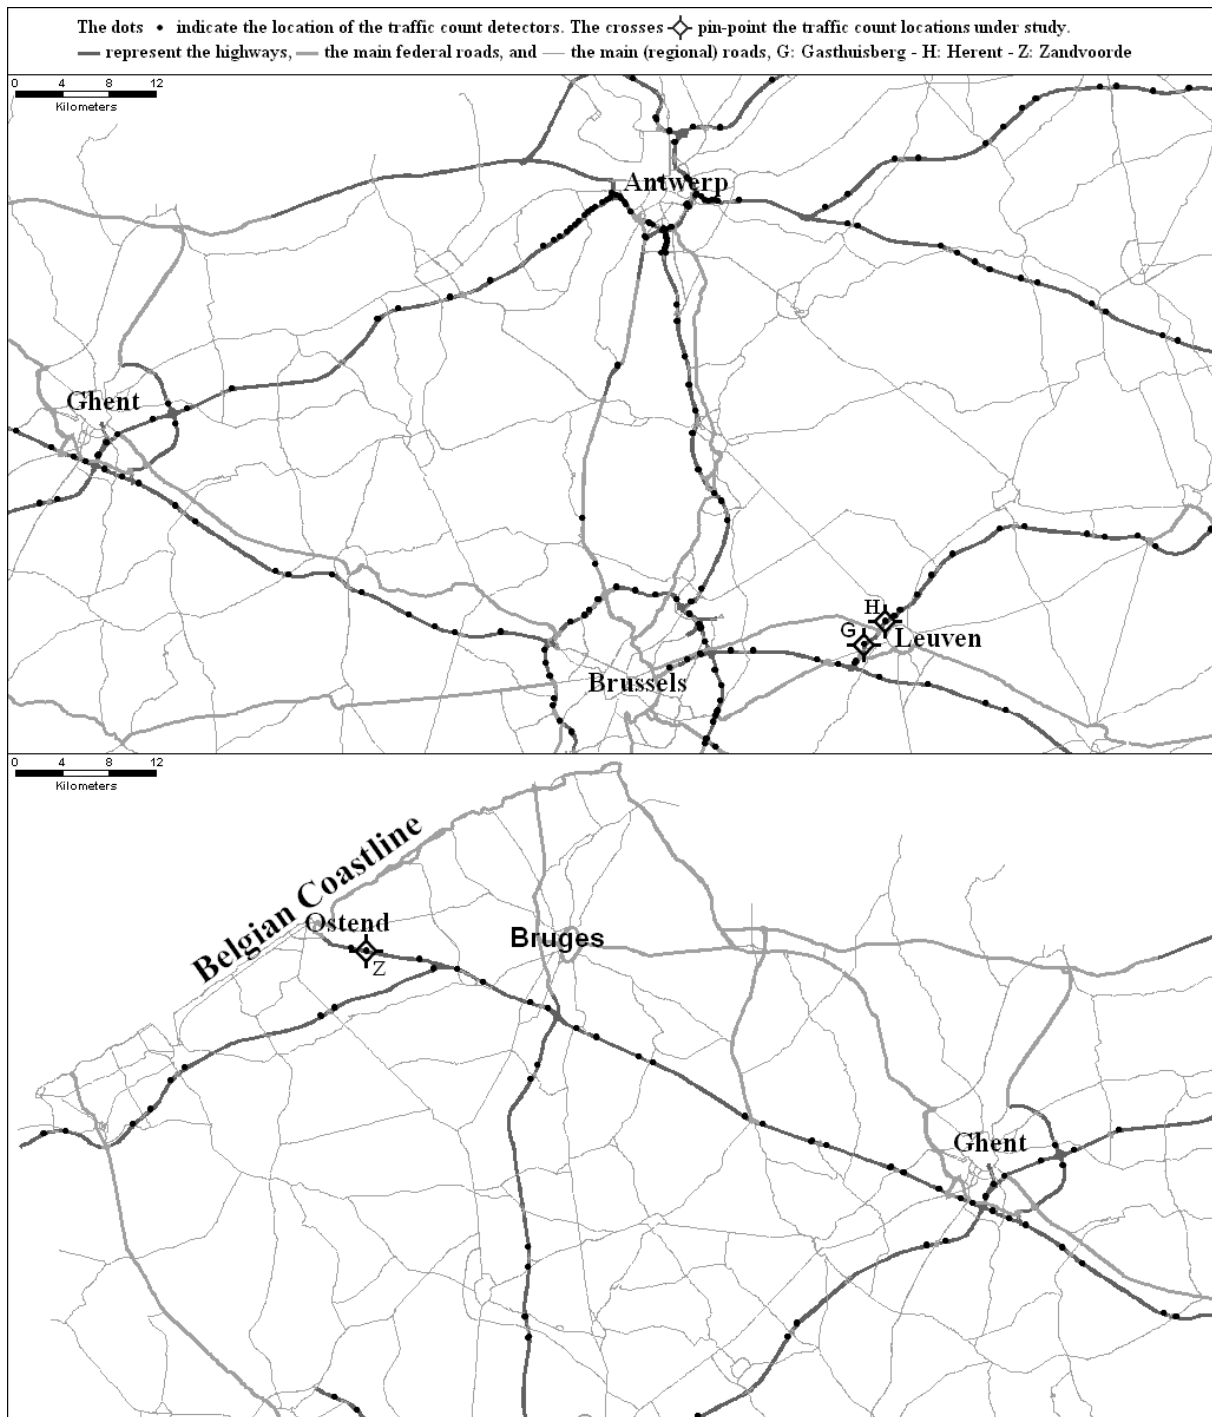 The dots • indicate the location of the traffic count detectors. The crosses pin-point the traffic count locations under study.
represent the highways, the main federal roads, and the main (regional) roads, G: Gasthuisberg - H: Herent - Z: Zandvoorde
0 4 8 12
Kilometers
Antwerp
Ghent
H
G
Leuven
Brussels
0 4 8 12
Kilometers
Belgian Coastline
Ostend
Bruges
Z
Ghent